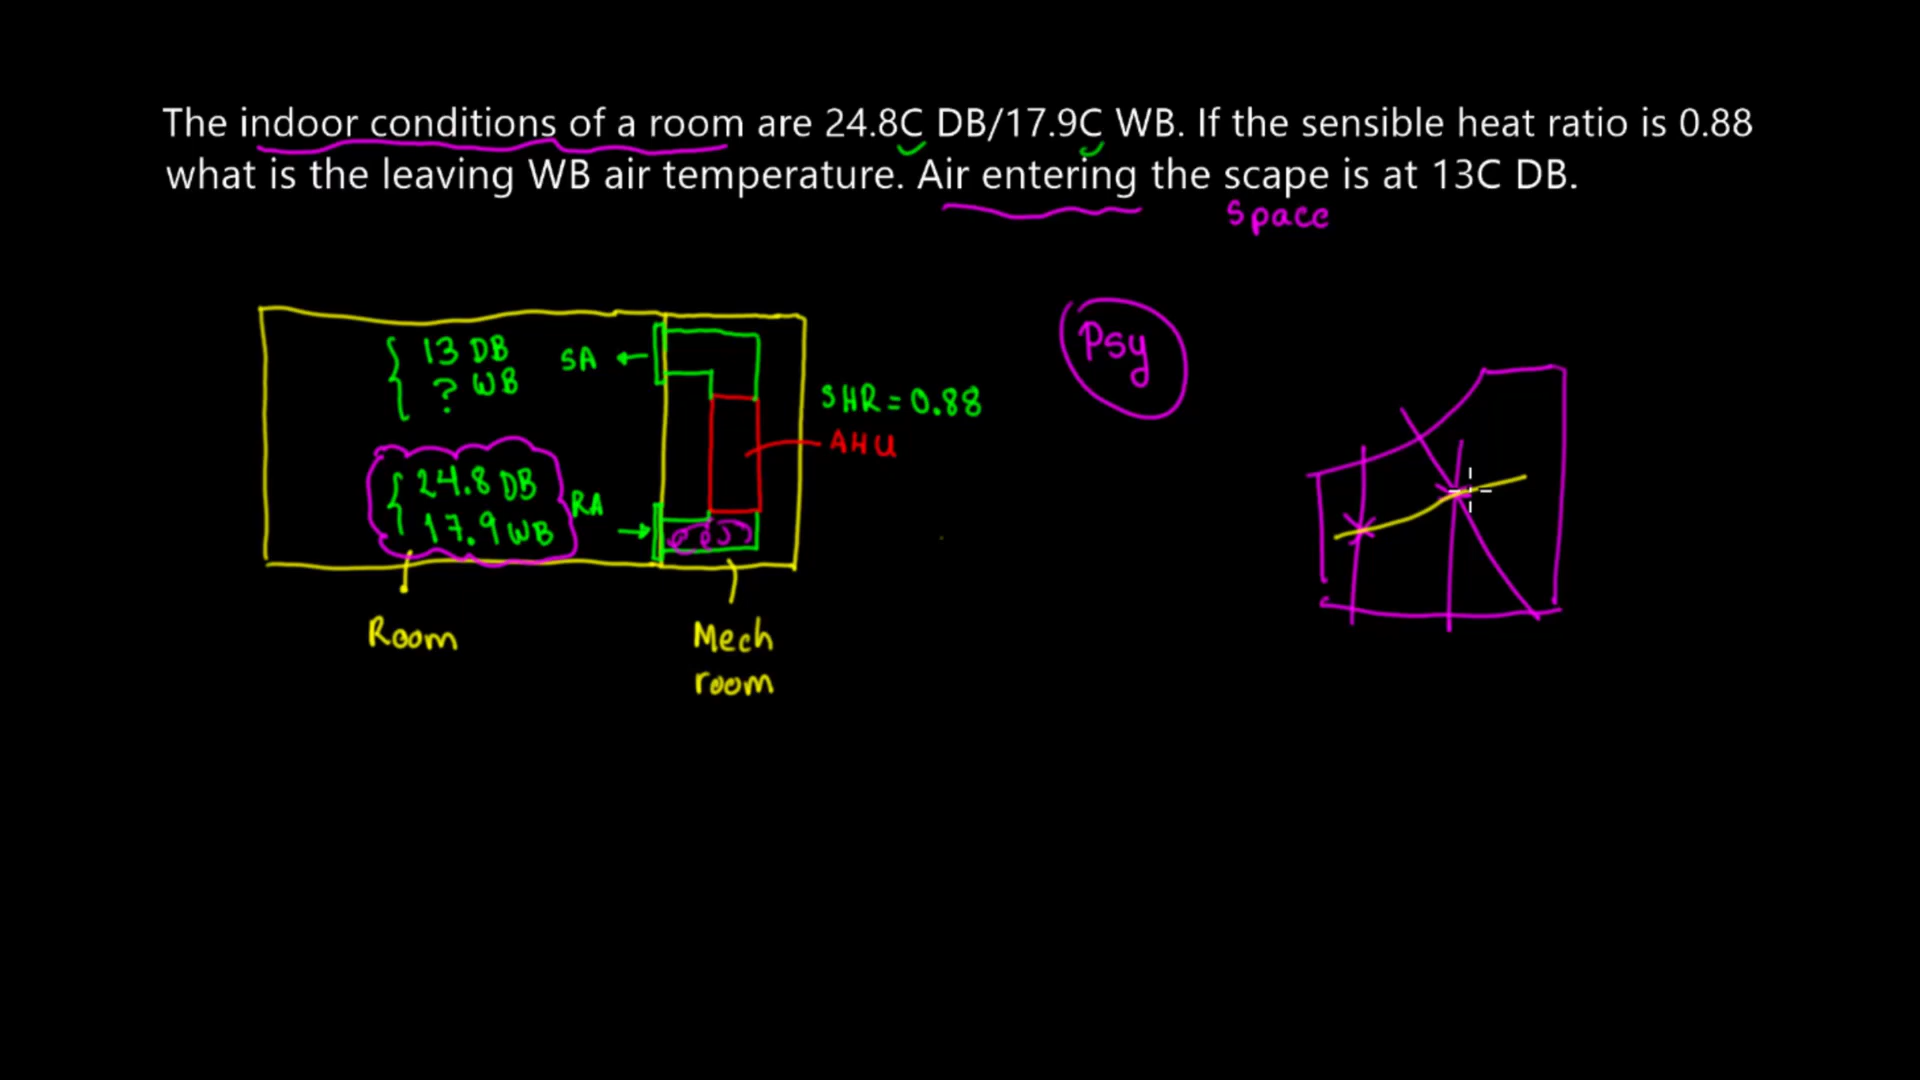 The indoor conditions of a room are 24.8C DB/17.9C WB. If the sensible heat ratio is 0.88
what is the leaving WB air temperature. Air entering the scape is at 13C DB.
Space
13 DB
? WB
SA
Psy
SHR = 0.88
AHU
24.8 DB
17.9 WB
RA
Room
Mech
room